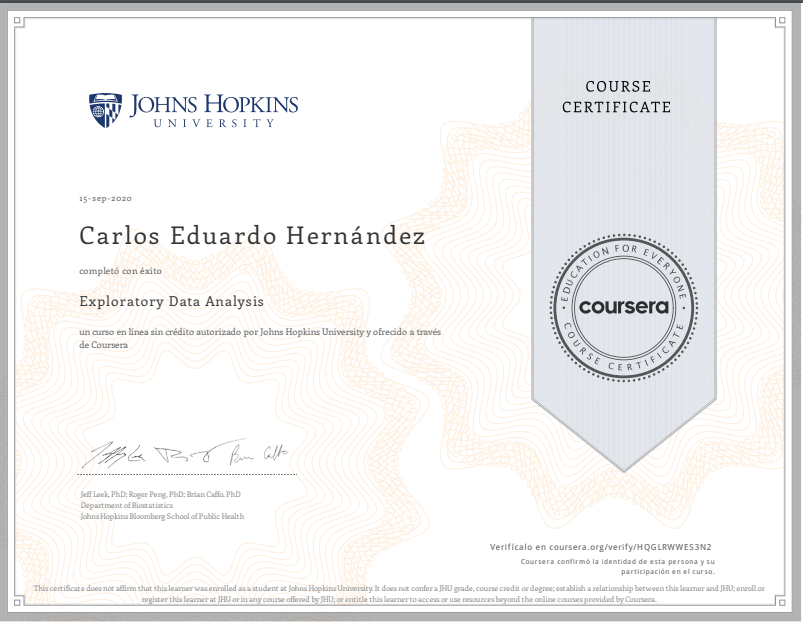 JOHNS HOPKINS
UNIVERSITY
COURSE
CERTIFICATE
15-sep-2020
Carlos Eduardo Hernández
completó con éxito
Exploratory Data Analysis
un curso en línea sin crédito autorizado por Johns Hopkins University y ofrecido a través
de Coursera
EDUCATION FOR EVERYONE
coursera
COURSE CERTIFICATE
Jeff Leek, PhD; Roger Peng, PhD; Brian Caffo, PhD
Department of Biostatistics
Johns Hopkins Bloomberg School of Public Health
Verifícalo en coursera.org/verify/HQGLRWWES3N2
Coursera confirmó la identidad de esta persona y su
participación en el curso.
This certificate does not affirm that this learner was enrolled as a student at Johns Hopkins University. It does not confer a JHU grade, course credit or degree; establish a relationship between this learner and JHU; enroll or
register this learner at JHU or in any course offered by JHU; or entitle this learner to access or use resources beyond the online courses provided by Coursera.